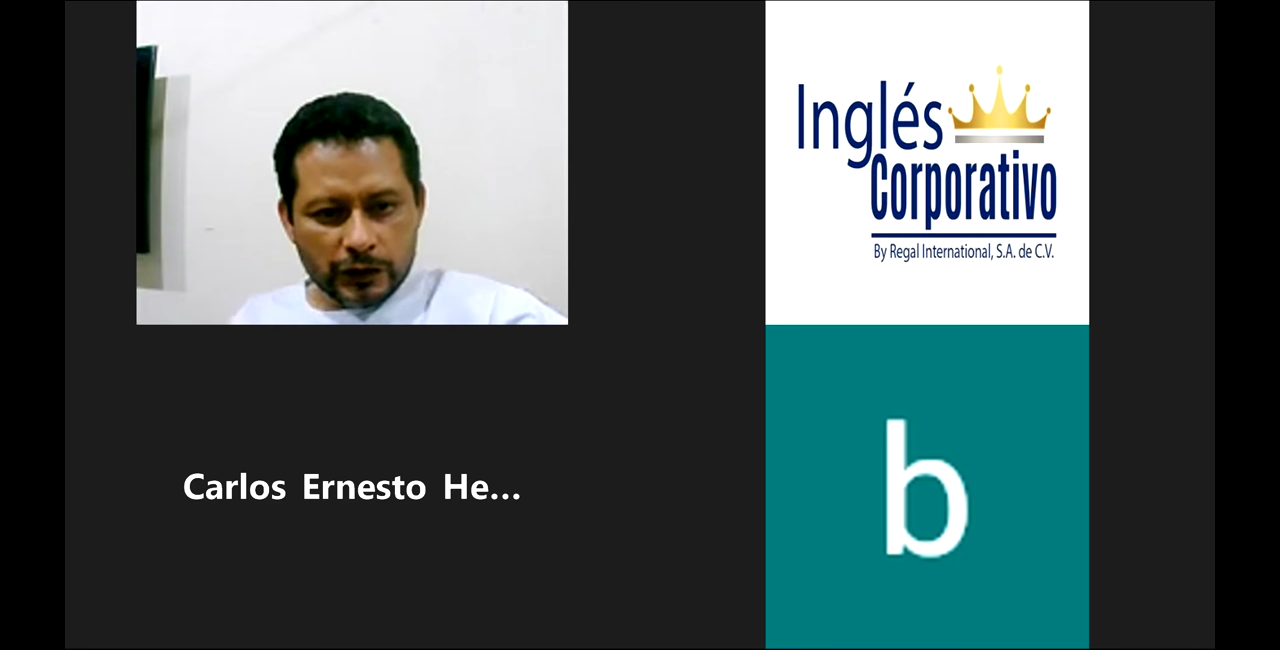 Inglés
Corporativo
By Regal International, S.A. de C.V.
Carlos Ernesto He...
b